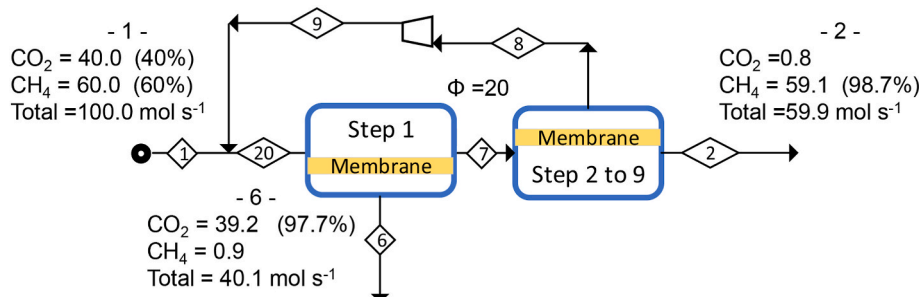 - 1 -
CO₂ = 40.0 (40%)
CH₄ = 60.0 (60%)
Total =100.0 mol s⁻¹
9
8
Φ =20
- 2 -
CO₂ =0.8
CH₄ = 59.1 (98.7%)
Total =59.9 mol s⁻¹
1
20
Step 1
Membrane
7
Membrane
Step 2 to 9
2
- 6 -
CO₂ = 39.2 (97.7%)
CH₄ = 0.9
Total = 40.1 mol s⁻¹
6